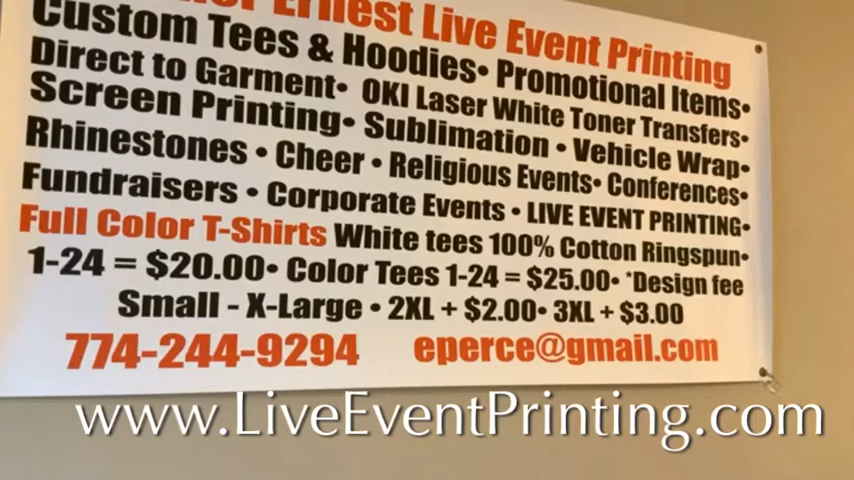 Ernest Live Event Printing
Custom Tees & Hoodies• Promotional Items•
Direct to Garment• OKI Laser White Toner Transfers•
Screen Printing• Sublimation • Vehicle Wrap•
Rhinestones • Cheer • Religious Events• Conferences•
Fundraisers • Corporate Events • LIVE EVENT PRINTING•
Full Color T-Shirts White tees 100% Cotton Ringspun•
1-24 = $20.00• Color Tees 1-24 = $25.00• *Design fee
Small - X-Large • 2XL + $2.00• 3XL + $3.00
774-244-9294 eperce@gmail.com
www.LiveEventPrinting.com